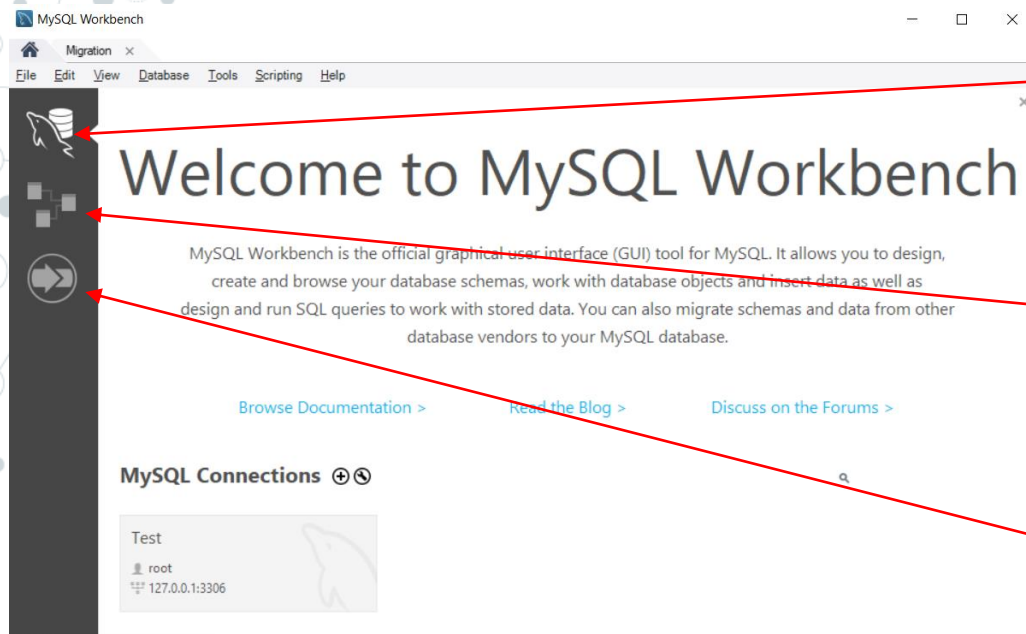 MySQL Workbench
Migration
File Edit View Database Tools Scripting Help
Welcome to MySQL Workbench
MySQL Workbench is the official graphical user interface (GUI) tool for MySQL. It allows you to design,
create and browse your database schemas, work with database objects and insert data as well as
design and run SQL queries to work with stored data. You can also migrate schemas and data from other
database vendors to your MySQL database.
Browse Documentation > Read the Blog > Discuss on the Forums >
MySQL Connections
Test
root
127.0.0.1:3306